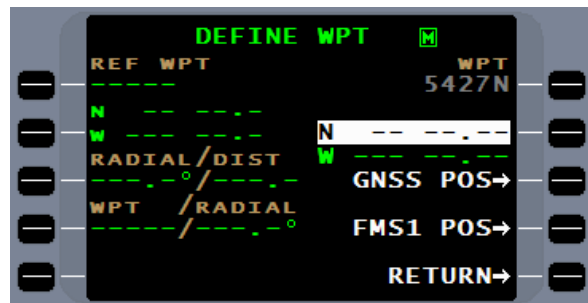 DEFINE WPT M
REF WPT WPT
----- 5427N
N -- --.-
W --- --.- N -- --.--
RADIAL/DIST W --- --.--
---.-°/---.- GNSS POS→
WPT /RADIAL
-----/---.-° FMS1 POS→
RETURN→